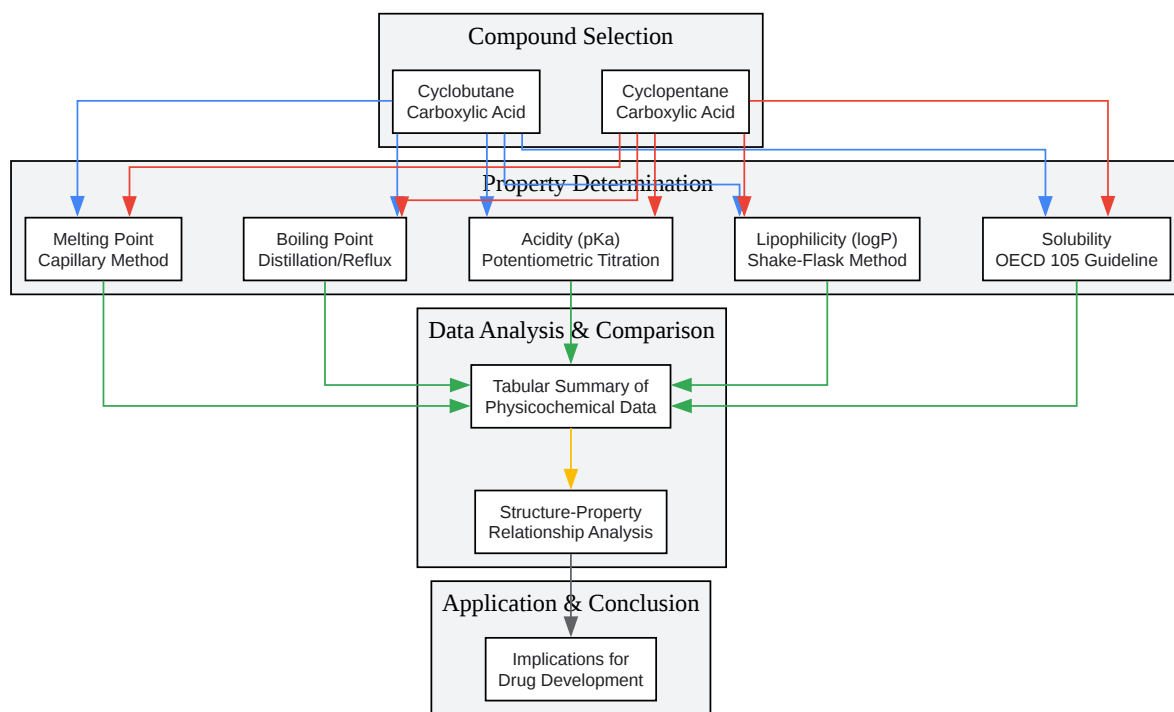 Compound Selection
Cyclobutane
Carboxylic Acid
Cyclopentane
Carboxylic Acid
Property Determination
Melting Point
Capillary Method
Boiling Point
Distillation/Reflux
Acidity (pKa)
Potentiometric Titration
Lipophilicity (logP)
Shake-Flask Method
Solubility
OECD 105 Guideline
Data Analysis & Comparison
Tabular Summary of
Physicochemical Data
Structure-Property
Relationship Analysis
Application & Conclusion
Implications for
Drug Development